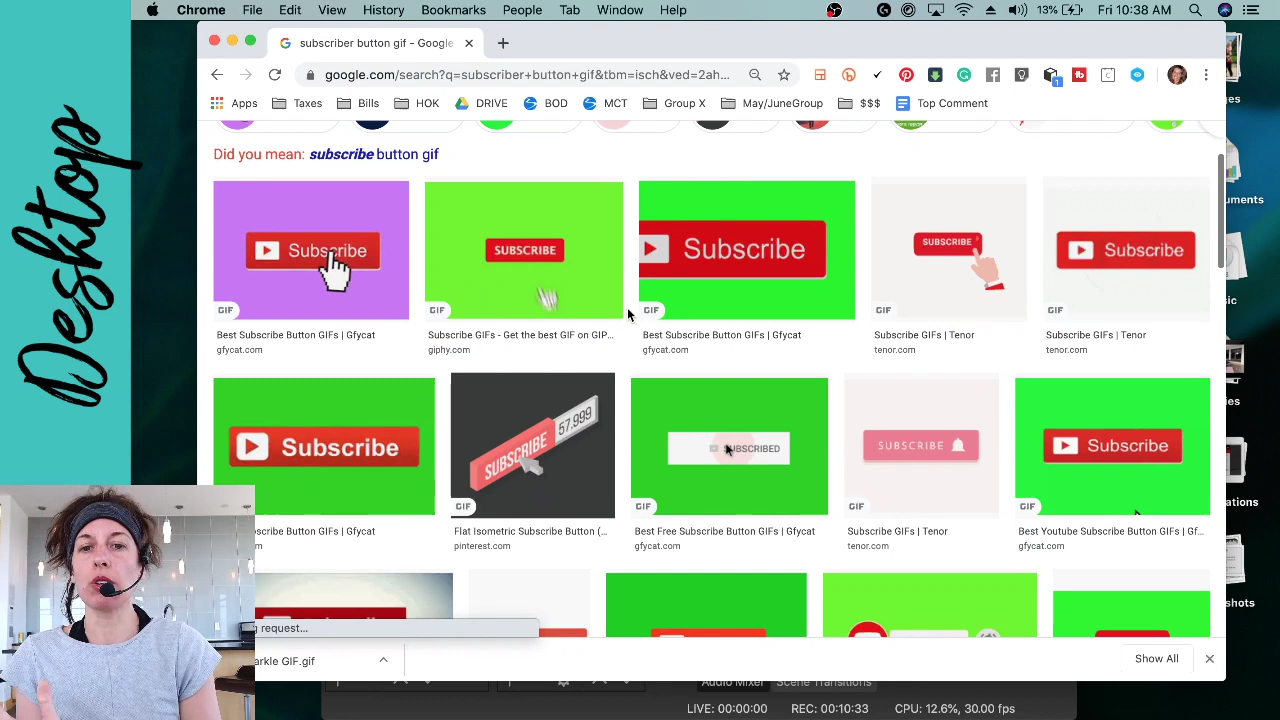 Chrome File Edit View History Bookmarks People Tab Window Help 13% Fri 10:38 AM
subscriber button gif - Google
google.com/search?q=subscriber+button+gif&tbm=isch&ved=2ah...
1
Apps Taxes Bills HOK DRIVE BOD MCT Group X May/JuneGroup $$$ Top Comment
Desktop
Did you mean: subscribe button gif
Subscribe SUBSCRIBE Subscribe SUBSCRIBE Subscribe
GIF GIF GIF GIF GIF
Best Subscribe Button GIFs | Gfycat Subscribe GIFs - Get the best GIF on GIP... Best Subscribe Button GIFs | Gfycat Subscribe GIFs | Tenor Subscribe GIFs | Tenor
gfycat.com giphy.com gfycat.com tenor.com tenor.com
Subscribe SUBSCRIBE 57.999 SUBSCRIBED SUBSCRIBE Subscribe
GIF GIF GIF GIF
Subscribe Button GIFs | Gfycat Flat Isometric Subscribe Button (... Best Free Subscribe Button GIFs | Gfycat Subscribe GIFs | Tenor Best Youtube Subscribe Button GIFs | Gf...
pinterest.com gfycat.com tenor.com gfycat.com
request...
GIF.gif Show All
Audio Mixer Scene Transitions
LIVE: 00:00:00 REC: 00:10:33 CPU: 12.6%, 30.00 fps